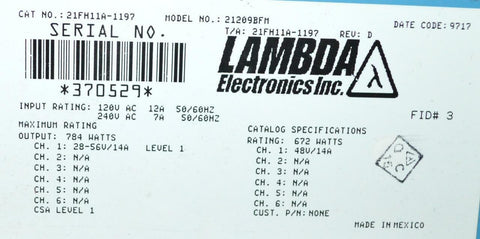 CAT NO.:21FH11A-1197 MODEL NO.:21209BFM
T/A: 21FH11A-1197 REV: D DATE CODE: 9717
SERIAL NO.
*370529*
LAMBDA λ
Electronics Inc.
INPUT RATING: 120V AC 12A 50/60HZ
240V AC 7A 50/60HZ
FID# 3
MAXIMUM RATING
OUTPUT: 784 WATTS
CH. 1: 28-56V/14A LEVEL 1
CH. 2: N/A
CH. 3: N/A
CH. 4: N/A
CH. 5: N/A
CH. 6: N/A
CSA LEVEL 1
CATALOG SPECIFICATIONS
RATING: 672 WATTS
CH. 1: 48V/14A
CH. 2: N/A
CH. 3: N/A
CH. 4: N/A
CH. 5: N/A
CH. 6: N/A
CUST. P/N:NONE
MADE IN MEXICO